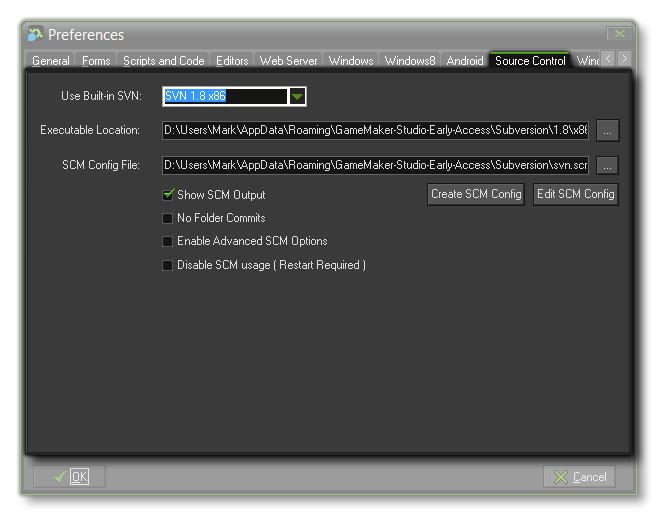 Preferences
General Forms Scripts and Code Editors Web Server Windows Windows8 Android Source Control
Use Built-in SVN: SVN 1.8 x86
Executable Location: D:\Users\Mark\AppData\Roaming\GameMaker-Studio-Early-Access\Subversion\1.8\x86 ...
SCM Config File: D:\Users\Mark\AppData\Roaming\GameMaker-Studio-Early-Access\Subversion\svn.scr ...
Show SCM Output Create SCM Config Edit SCM Config
No Folder Commits
Enable Advanced SCM Options
Disable SCM usage ( Restart Required )
OK Cancel